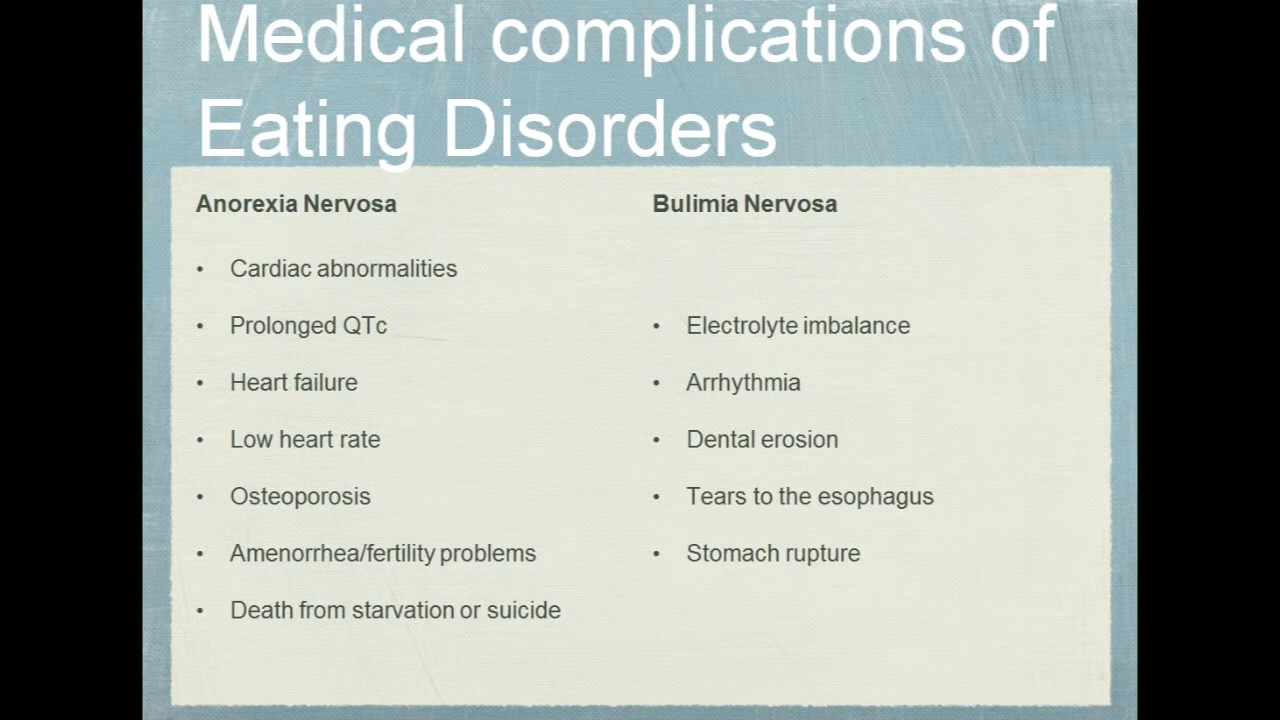 Medical complications of
Eating Disorders
Anorexia Nervosa
• Cardiac abnormalities
• Prolonged QTc
• Heart failure
• Low heart rate
• Osteoporosis
• Amenorrhea/fertility problems
• Death from starvation or suicide
Bulimia Nervosa
• Electrolyte imbalance
• Arrhythmia
• Dental erosion
• Tears to the esophagus
• Stomach rupture